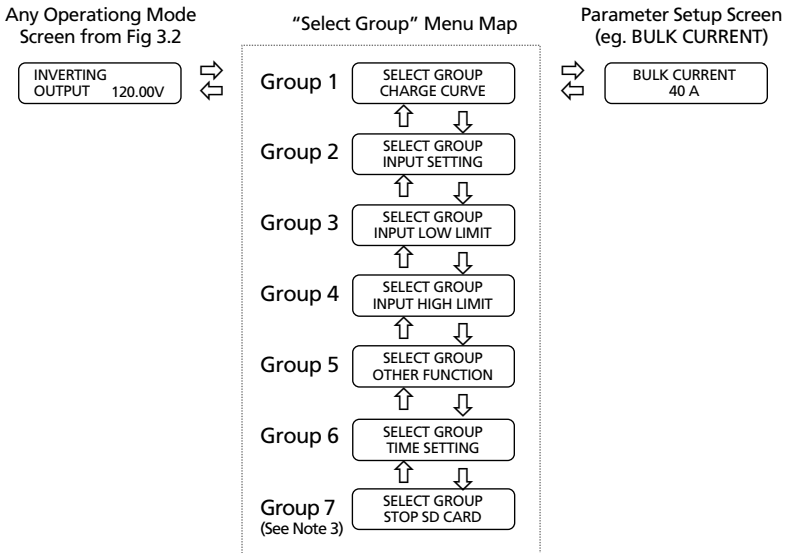 Any Operationg Mode
Screen from Fig 3.2
INVERTING
OUTPUT 120.00V
"Select Group" Menu Map
Group 1
SELECT GROUP
CHARGE CURVE
Group 2
SELECT GROUP
INPUT SETTING
Group 3
SELECT GROUP
INPUT LOW LIMIT
Group 4
SELECT GROUP
INPUT HIGH LIMIT
Group 5
SELECT GROUP
OTHER FUNCTION
Group 6
SELECT GROUP
TIME SETTING
Group 7
(See Note 3)
SELECT GROUP
STOP SD CARD
Parameter Setup Screen
(eg. BULK CURRENT)
BULK CURRENT
40 A